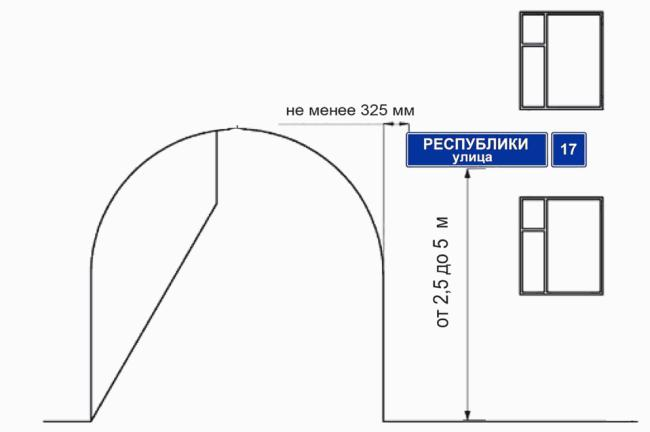 не менее 325 мм
РЕСПУБЛИКИ
улица
17
от 2,5 до 5 м